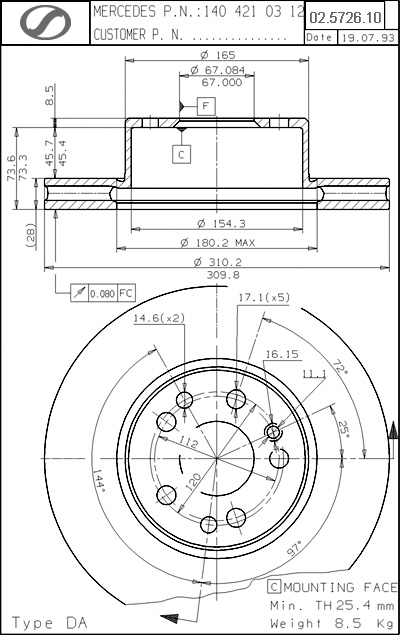 MERCEDES P.N.:140 421 03 12
02.5726.10
CUSTOMER P. N. ...............
Date 19.07.93
Ø 165
Ø 67.084
67.000
8.5
F
C
73.6
73.3
45.7
45.4
(28)
Ø 154.3
Ø 180.2 MAX
Ø 310.2
309.8
0.080 FC
14.6(x2)
17.1(x5)
16.15
11.1
72°
25°
112
120
144°
97°
C MOUNTING FACE
Min. TH 25.4 mm
Type DA
Weight 8.5 Kg